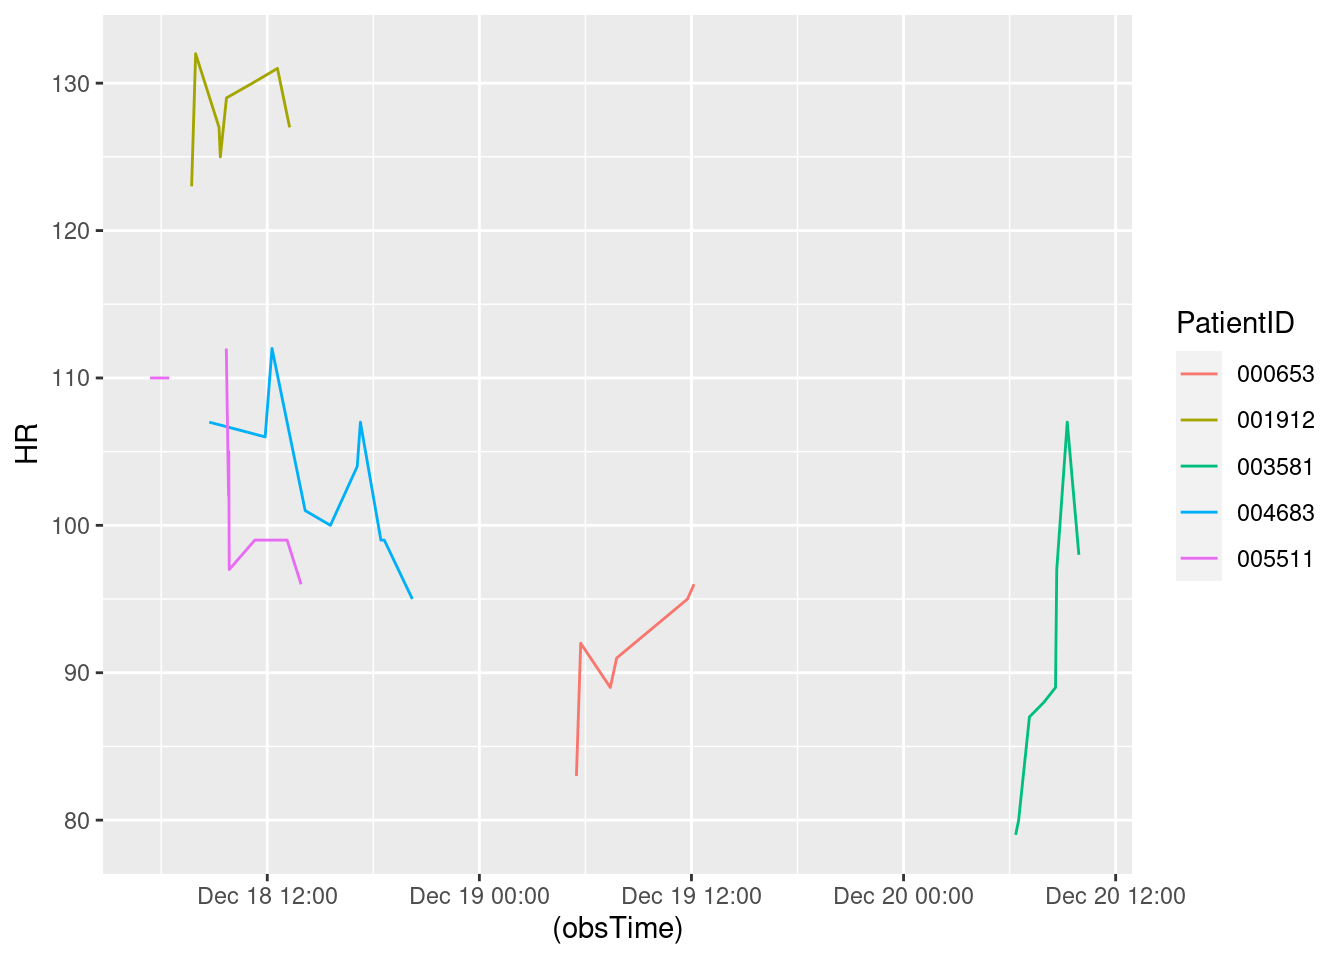 130
120
110
100
90
80
HR
Dec 18 12:00
Dec 19 00:00
Dec 19 12:00
Dec 20 00:00
Dec 20 12:00
(obsTime)
PatientID
000653
001912
003581
004683
005511